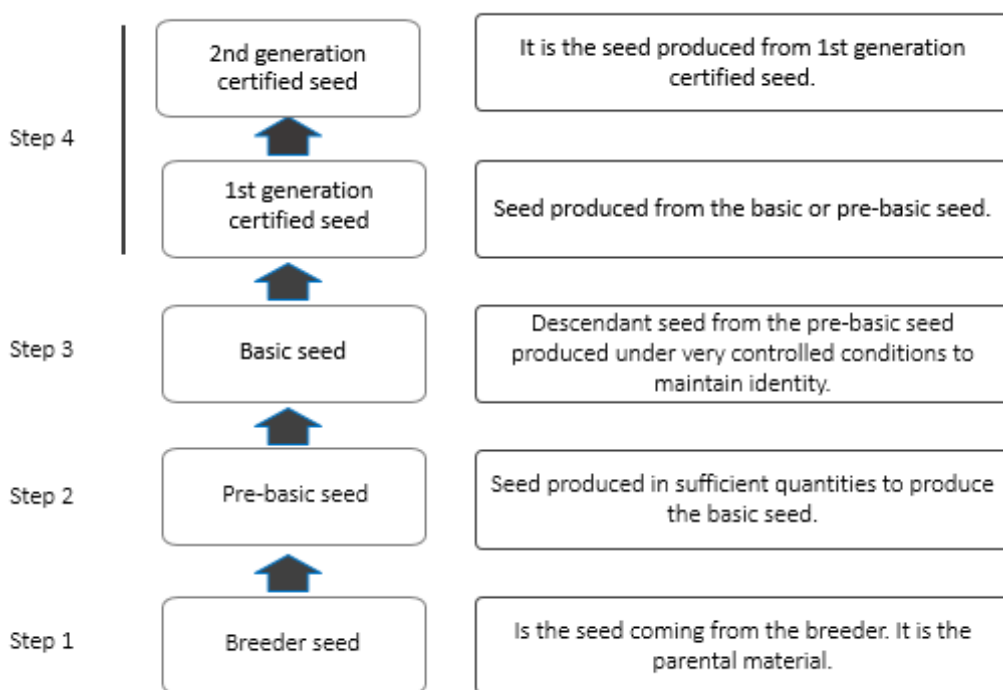 2nd generation
certified seed
It is the seed produced from 1st generation
certified seed.
Step 4
1st generation
certified seed
Seed produced from the basic or pre-basic seed.
Step 3
Basic seed
Descendant seed from the pre-basic seed
produced under very controlled conditions to
maintain identity.
Step 2
Pre-basic seed
Seed produced in sufficient quantities to produce
the basic seed.
Step 1
Breeder seed
Is the seed coming from the breeder. It is the
parental material.